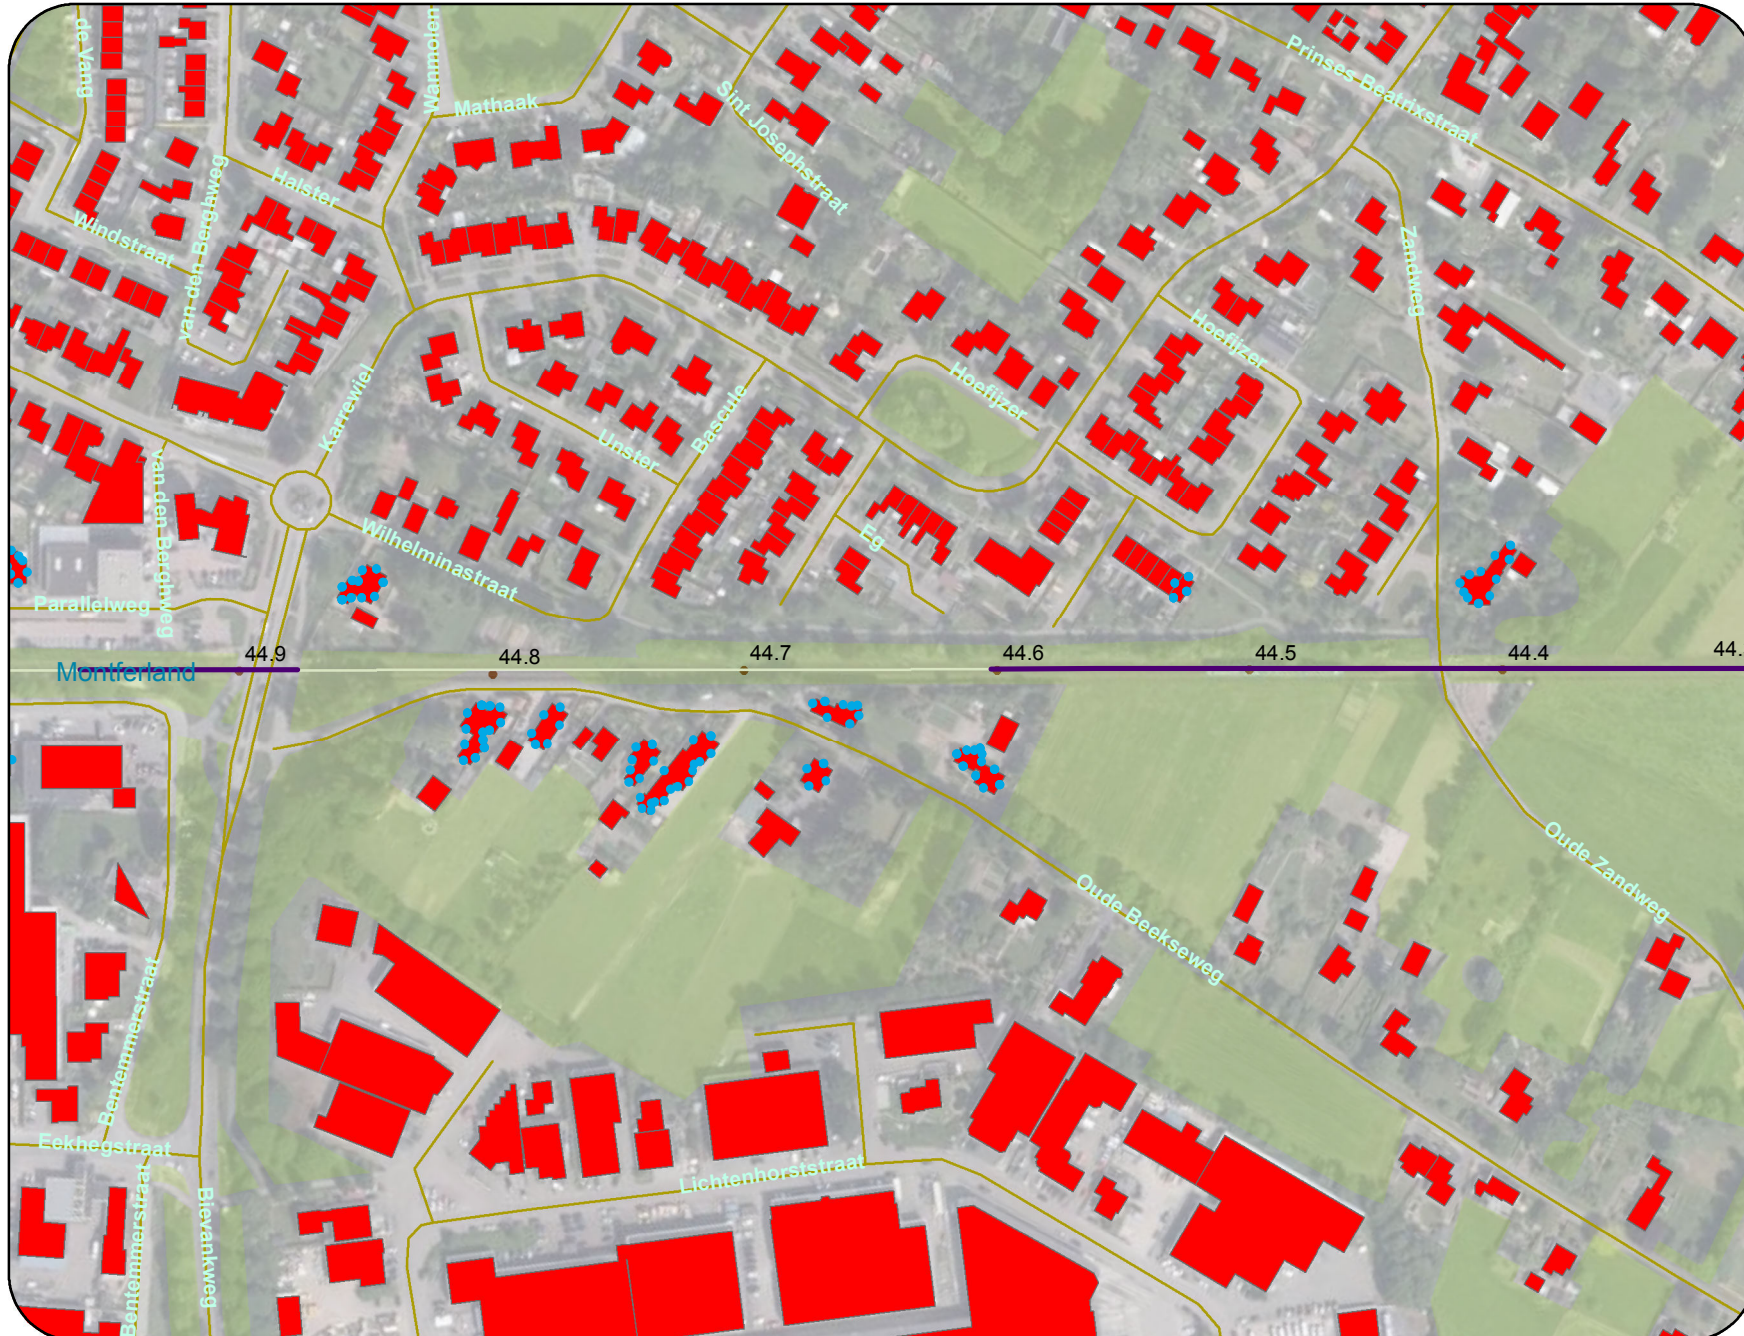 de Vang
Wanmolen
Mathaak
Sint Josephstraat
Prinses Beatrixstraat
Halster
van den Berghweg
Windstraat
Zandweg
Hoefijzer
Hoefijzer
Karrewiel
Bascule
Unster
van den Berghweg
Wilhelminastraat
Eg
Parallelweg
Montferland
44.9
44.8
44.7
44.6
44.5
44.4
44.
Oude Zandweg
Oude Beekseweg
Bentemmerstraat
Eekhegstraat
Lichtenhorststraat
Bentemmerstraat
Bievankweg